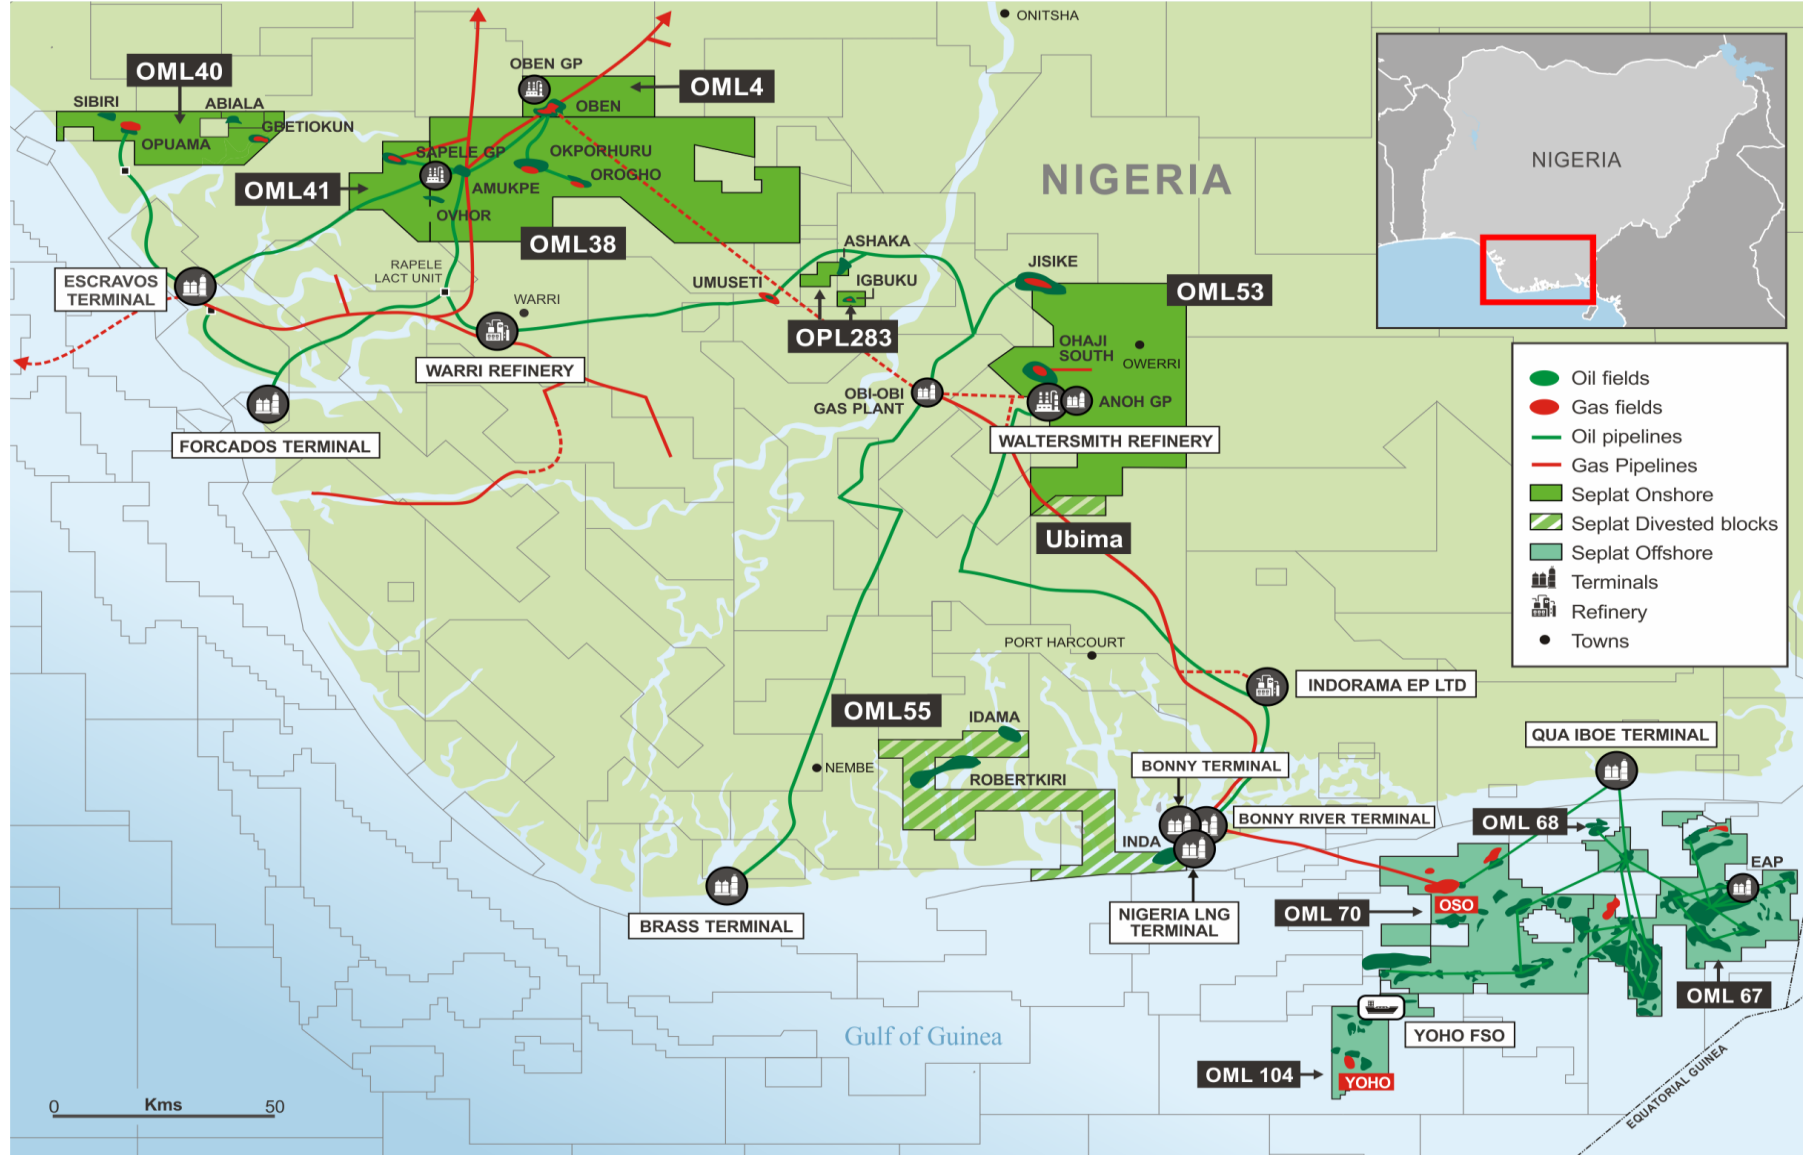 ONITSHA
OBEN GP
OML40
OML4
SIBIRI
ABIALA
OBEN
GBETIOKUN
OPUAMA
SAPELE GP
OKPORHURU
OROGHO
OML41
AMUKPE
OVHOR
NIGERIA
OML38
ASHAKA
RAPELE
LACT UNIT
ESCRAVOS
TERMINAL
UMUSETI
IGBUKU
JISIKE
OML53
WARRI
OPL283
OHAJI
SOUTH
OWERRI
WARRI REFINERY
OBI-OBI
GAS PLANT
ANOH GP
FORCADOS TERMINAL
WALTERSMITH REFINERY
Ubima
NIGERIA
Oil fields
Gas fields
Oil pipelines
Gas Pipelines
Seplat Onshore
Seplat Divested blocks
Seplat Offshore
Terminals
Refinery
Towns
PORT HARCOURT
INDORAMA EP LTD
OML55
IDAMA
QUA IBOE TERMINAL
NEMBE
ROBERTKIRI
BONNY TERMINAL
BONNY RIVER TERMINAL
OML 68
INDA
EAP
BRASS TERMINAL
NIGERIA LNG
TERMINAL
OML 70
OSO
OML 67
Gulf of Guinea
YOHO FSO
OML 104
YOHO
EQUATORIAL GUINEA
0 Kms 50